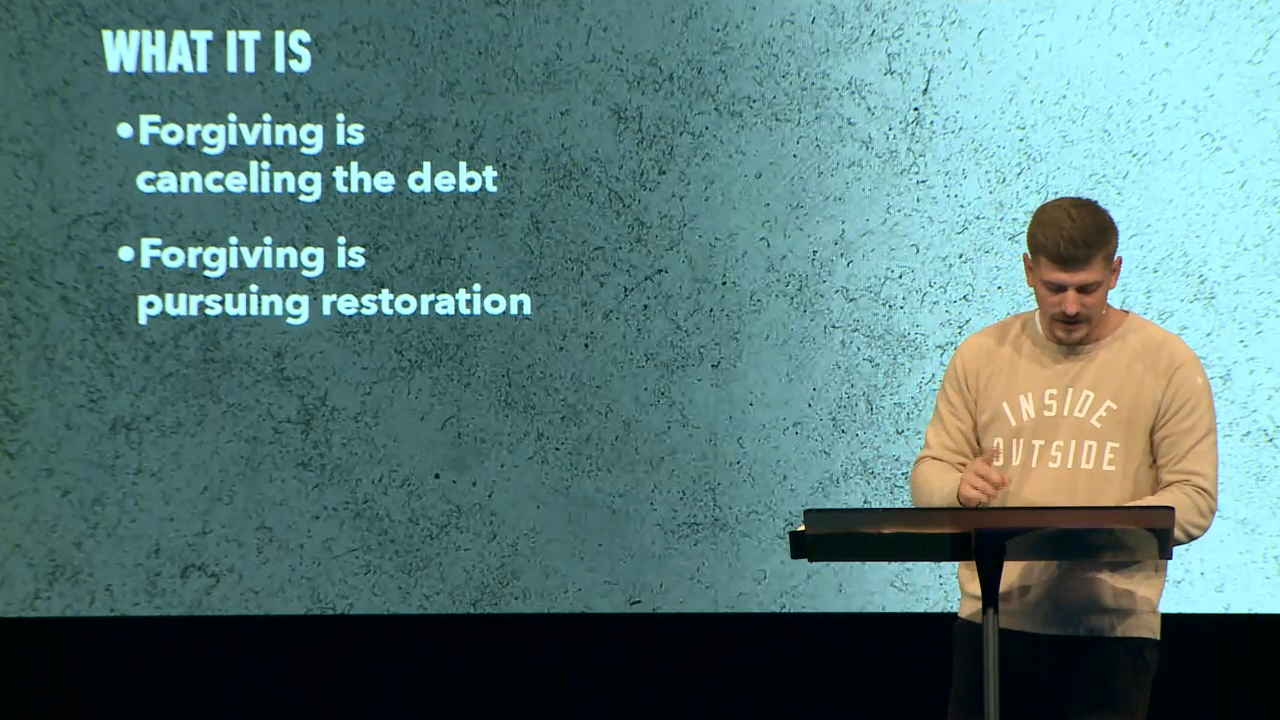 WHAT IT IS
•Forgiving is
canceling the debt
•Forgiving is
pursuing restoration
INSIDE
OUTSIDE